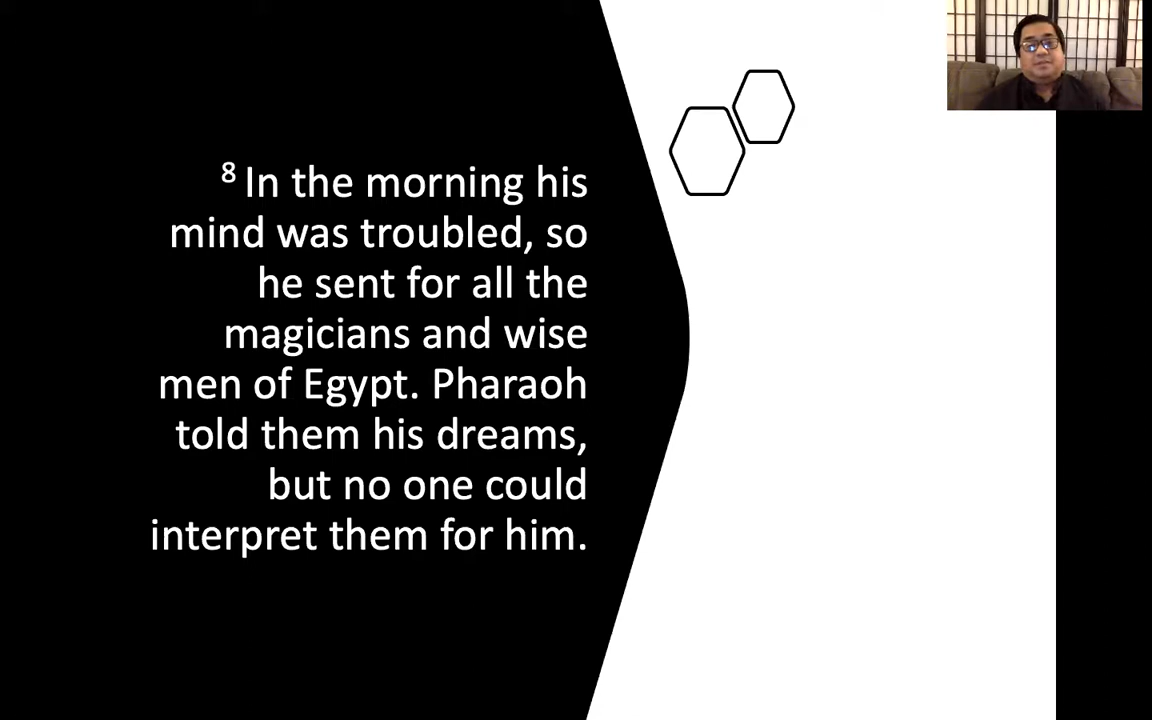 8 In the morning his
mind was troubled, so
he sent for all the
magicians and wise
men of Egypt. Pharaoh
told them his dreams,
but no one could
interpret them for him.